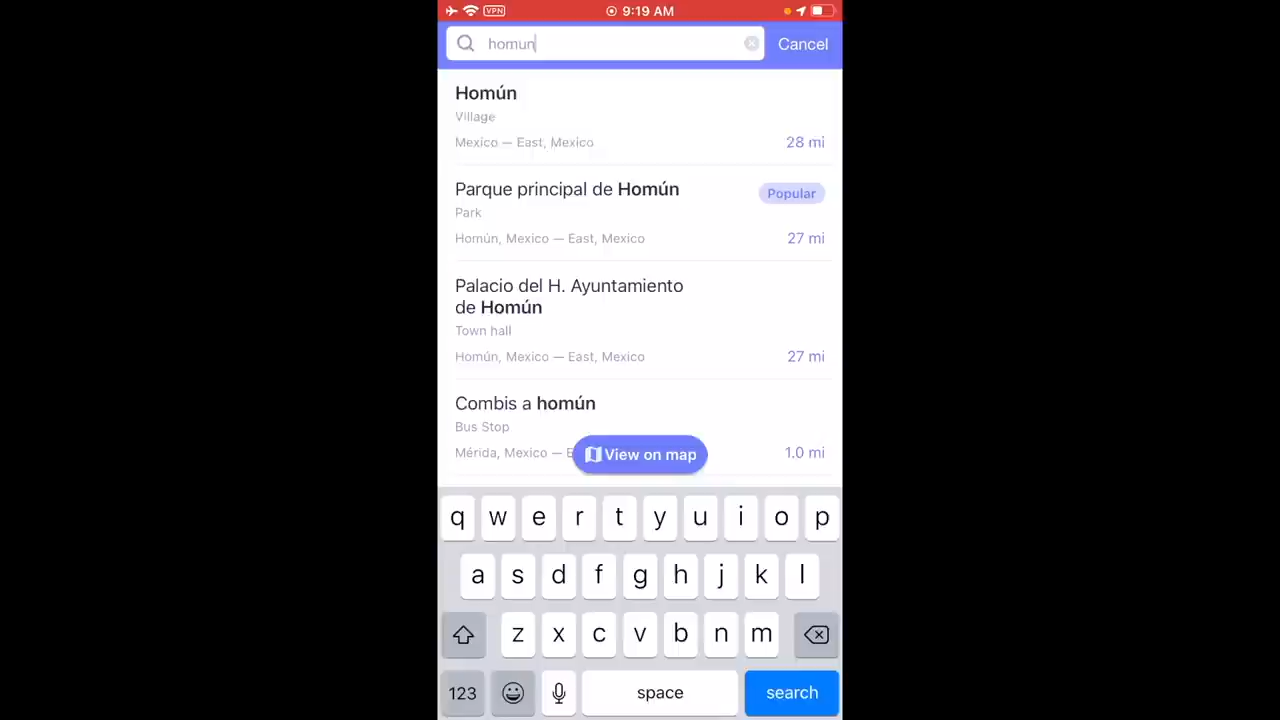 VPN 9:19 AM
homun Cancel
Homún
Village
Mexico — East, Mexico 28 mi
Parque principal de Homún Popular
Park
Homún, Mexico — East, Mexico 27 mi
Palacio del H. Ayuntamiento
de Homún
Town hall
Homún, Mexico — East, Mexico 27 mi
Combis a homún
Bus Stop
Mérida, Mexico — E View on map 1.0 mi
q w e r t y u i o p
a s d f g h j k l
z x c v b n m
123 space search